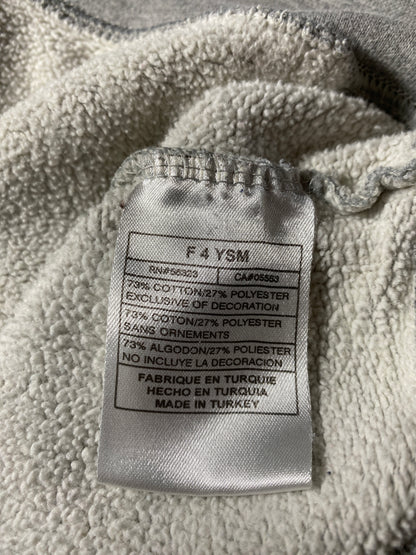 F 4 YSM
RN#56323 CA#05553
73% COTTON/27% POLYESTER
EXCLUSIVE OF DECORATION
73% COTON/27% POLYESTER
SANS ORNEMENTS
73% ALGODON/27% POLIESTER
NO INCLUYE LA DECORACIÓN
FABRIQUE EN TURQUIE
HECHO EN TURQUIA
MADE IN TURKEY